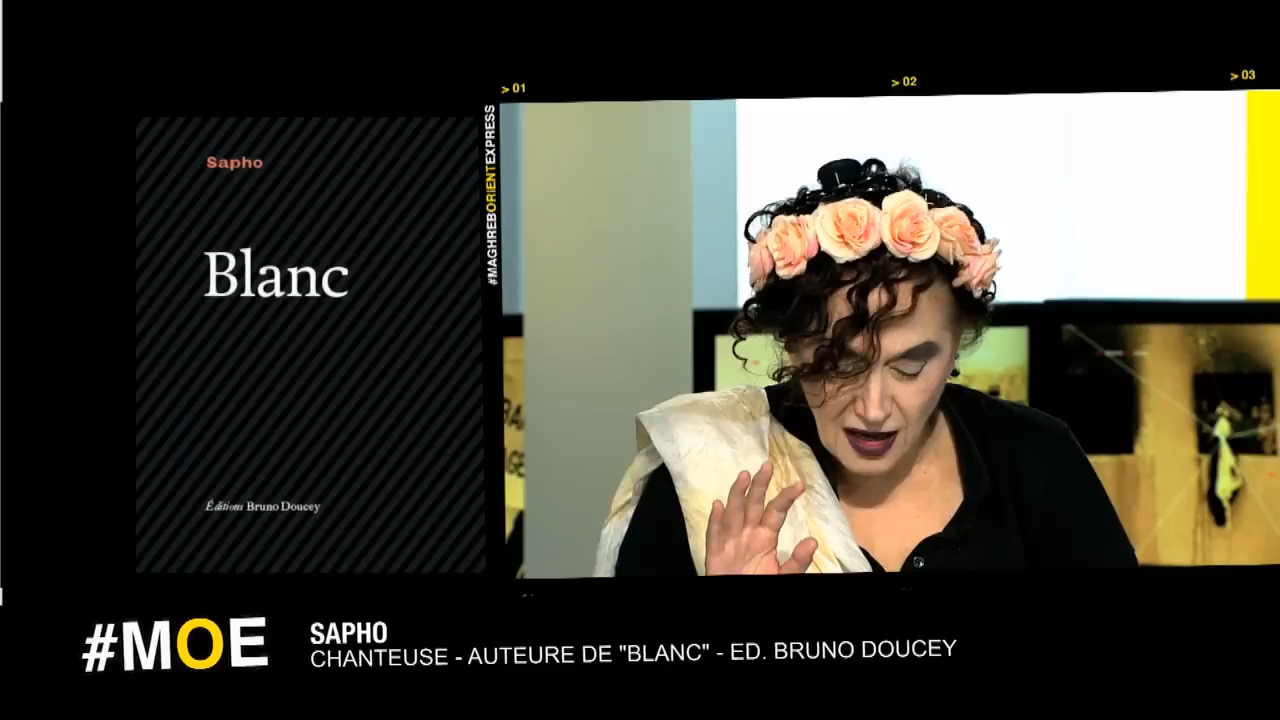 > 01
> 02
> 03
#MAGHREBORIENTEXPRESS
Sapho
Blanc
Éditions Bruno Doucey
#MOE
SAPHO
CHANTEUSE - AUTEURE DE "BLANC" - ED. BRUNO DOUCEY